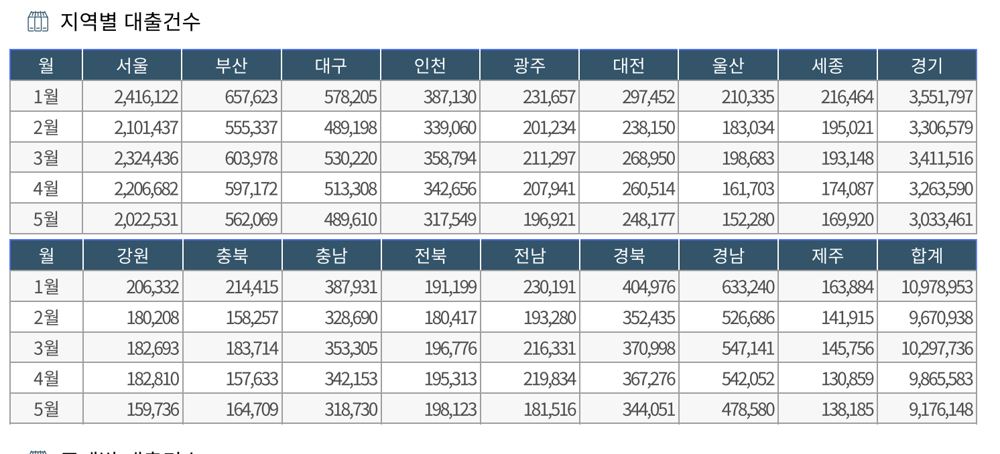 지역별 대출건수
월 서울 부산 대구 인천 광주 대전 울산 세종 경기
1월 2,416,122 657,623 578,205 387,130 231,657 297,452 210,335 216,464 3,551,797
2월 2,101,437 555,337 489,198 339,060 201,234 238,150 183,034 195,021 3,306,579
3월 2,324,436 603,978 530,220 358,794 211,297 268,950 198,683 193,148 3,411,516
4월 2,206,682 597,172 513,308 342,656 207,941 260,514 161,703 174,087 3,263,590
5월 2,022,531 562,069 489,610 317,549 196,921 248,177 152,280 169,920 3,033,461
월 강원 충북 충남 전북 전남 경북 경남 제주 합계
1월 206,332 214,415 387,931 191,199 230,191 404,976 633,240 163,884 10,978,953
2월 180,208 158,257 328,690 180,417 193,280 352,435 526,686 141,915 9,670,938
3월 182,693 183,714 353,305 196,776 216,331 370,998 547,141 145,756 10,297,736
4월 182,810 157,633 342,153 195,313 219,834 367,276 542,052 130,859 9,865,583
5월 159,736 164,709 318,730 198,123 181,516 344,051 478,580 138,185 9,176,148